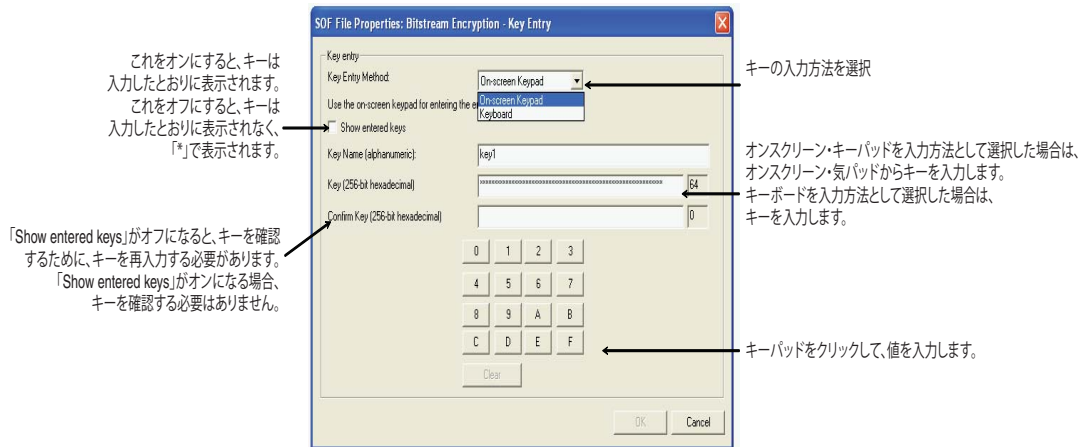 SOF File Properties: Bitstream Encryption - Key Entry
これをオンにすると、キーは
入力したとおりに表示されます。
これをオフにすると、キーは
入力したとおりに表示されなく、
「*」で表示されます。
「Show entered keys」がオフになると、キーを確認
するために、キーを再入力する必要があります。
「Show entered keys」がオンになる場合、
キーを確認する必要はありません。
Key entry
Key Entry Method:
On-screen Keypad
Use the on-screen keypad for entering the e
On-screen Keypad
Keyboard
Show entered keys
Key Name (alphanumeric):
key1
Key (256-bit hexadecimal)
64
Confirm Key (256-bit hexadecimal)
0
0 1 2 3
4 5 6 7
8 9 A B
C D E F
Clear
OK Cancel
キーの入力方法を選択
オンスクリーン・キーパッドを入力方法として選択した場合は、
オンスクリーン・気パッドからキーを入力します。
キーボードを入力方法として選択した場合は、
キーを入力します。
キーパッドをクリックして、値を入力します。